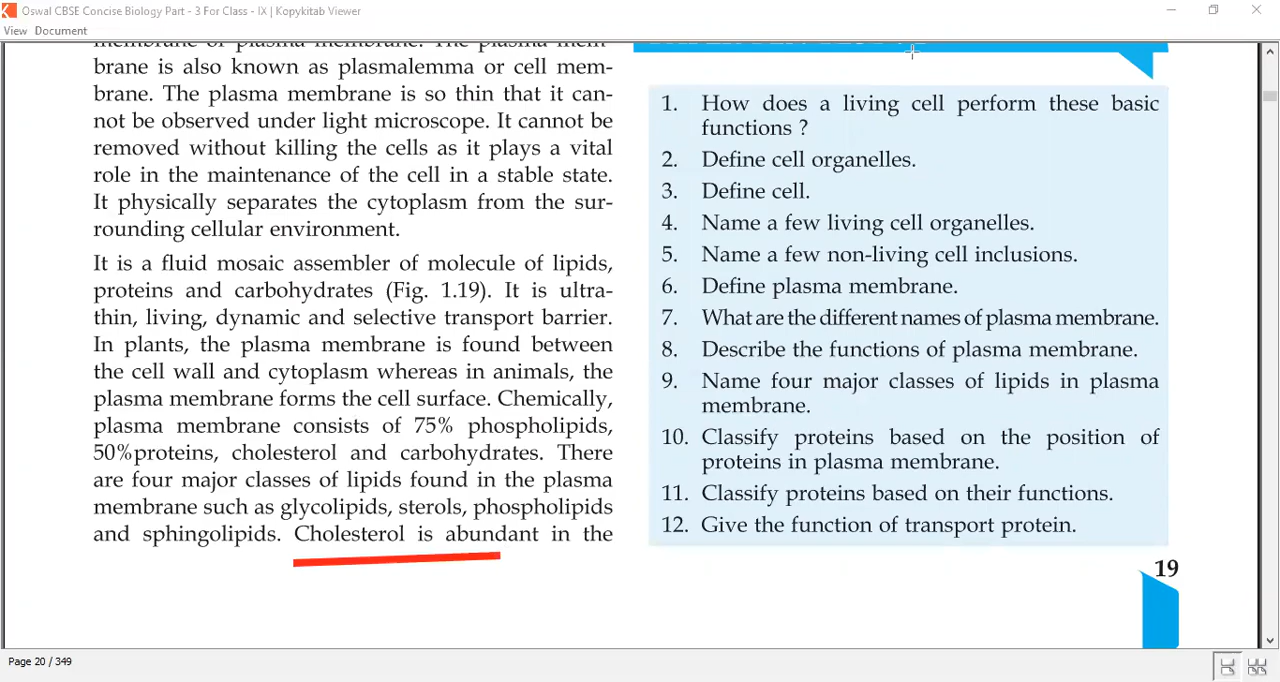 Oswal CBSE Concise Biology Part - 3 For Class - IX | Kopykitab Viewer
View Document
membrane or plasma membrane. The plasma mem-
brane is also known as plasmalemma or cell mem-
brane. The plasma membrane is so thin that it can-
not be observed under light microscope. It cannot be
removed without killing the cells as it plays a vital
role in the maintenance of the cell in a stable state.
It physically separates the cytoplasm from the sur-
rounding cellular environment.
It is a fluid mosaic assembler of molecule of lipids,
proteins and carbohydrates (Fig. 1.19). It is ultra-
thin, living, dynamic and selective transport barrier.
In plants, the plasma membrane is found between
the cell wall and cytoplasm whereas in animals, the
plasma membrane forms the cell surface. Chemically,
plasma membrane consists of 75% phospholipids,
50%proteins, cholesterol and carbohydrates. There
are four major classes of lipids found in the plasma
membrane such as glycolipids, sterols, phospholipids
and sphingolipids. Cholesterol is abundant in the
1. How does a living cell perform these basic
functions ?
2. Define cell organelles.
3. Define cell.
4. Name a few living cell organelles.
5. Name a few non-living cell inclusions.
6. Define plasma membrane.
7. What are the different names of plasma membrane.
8. Describe the functions of plasma membrane.
9. Name four major classes of lipids in plasma
membrane.
10. Classify proteins based on the position of
proteins in plasma membrane.
11. Classify proteins based on their functions.
12. Give the function of transport protein.
19
Page 20 / 349